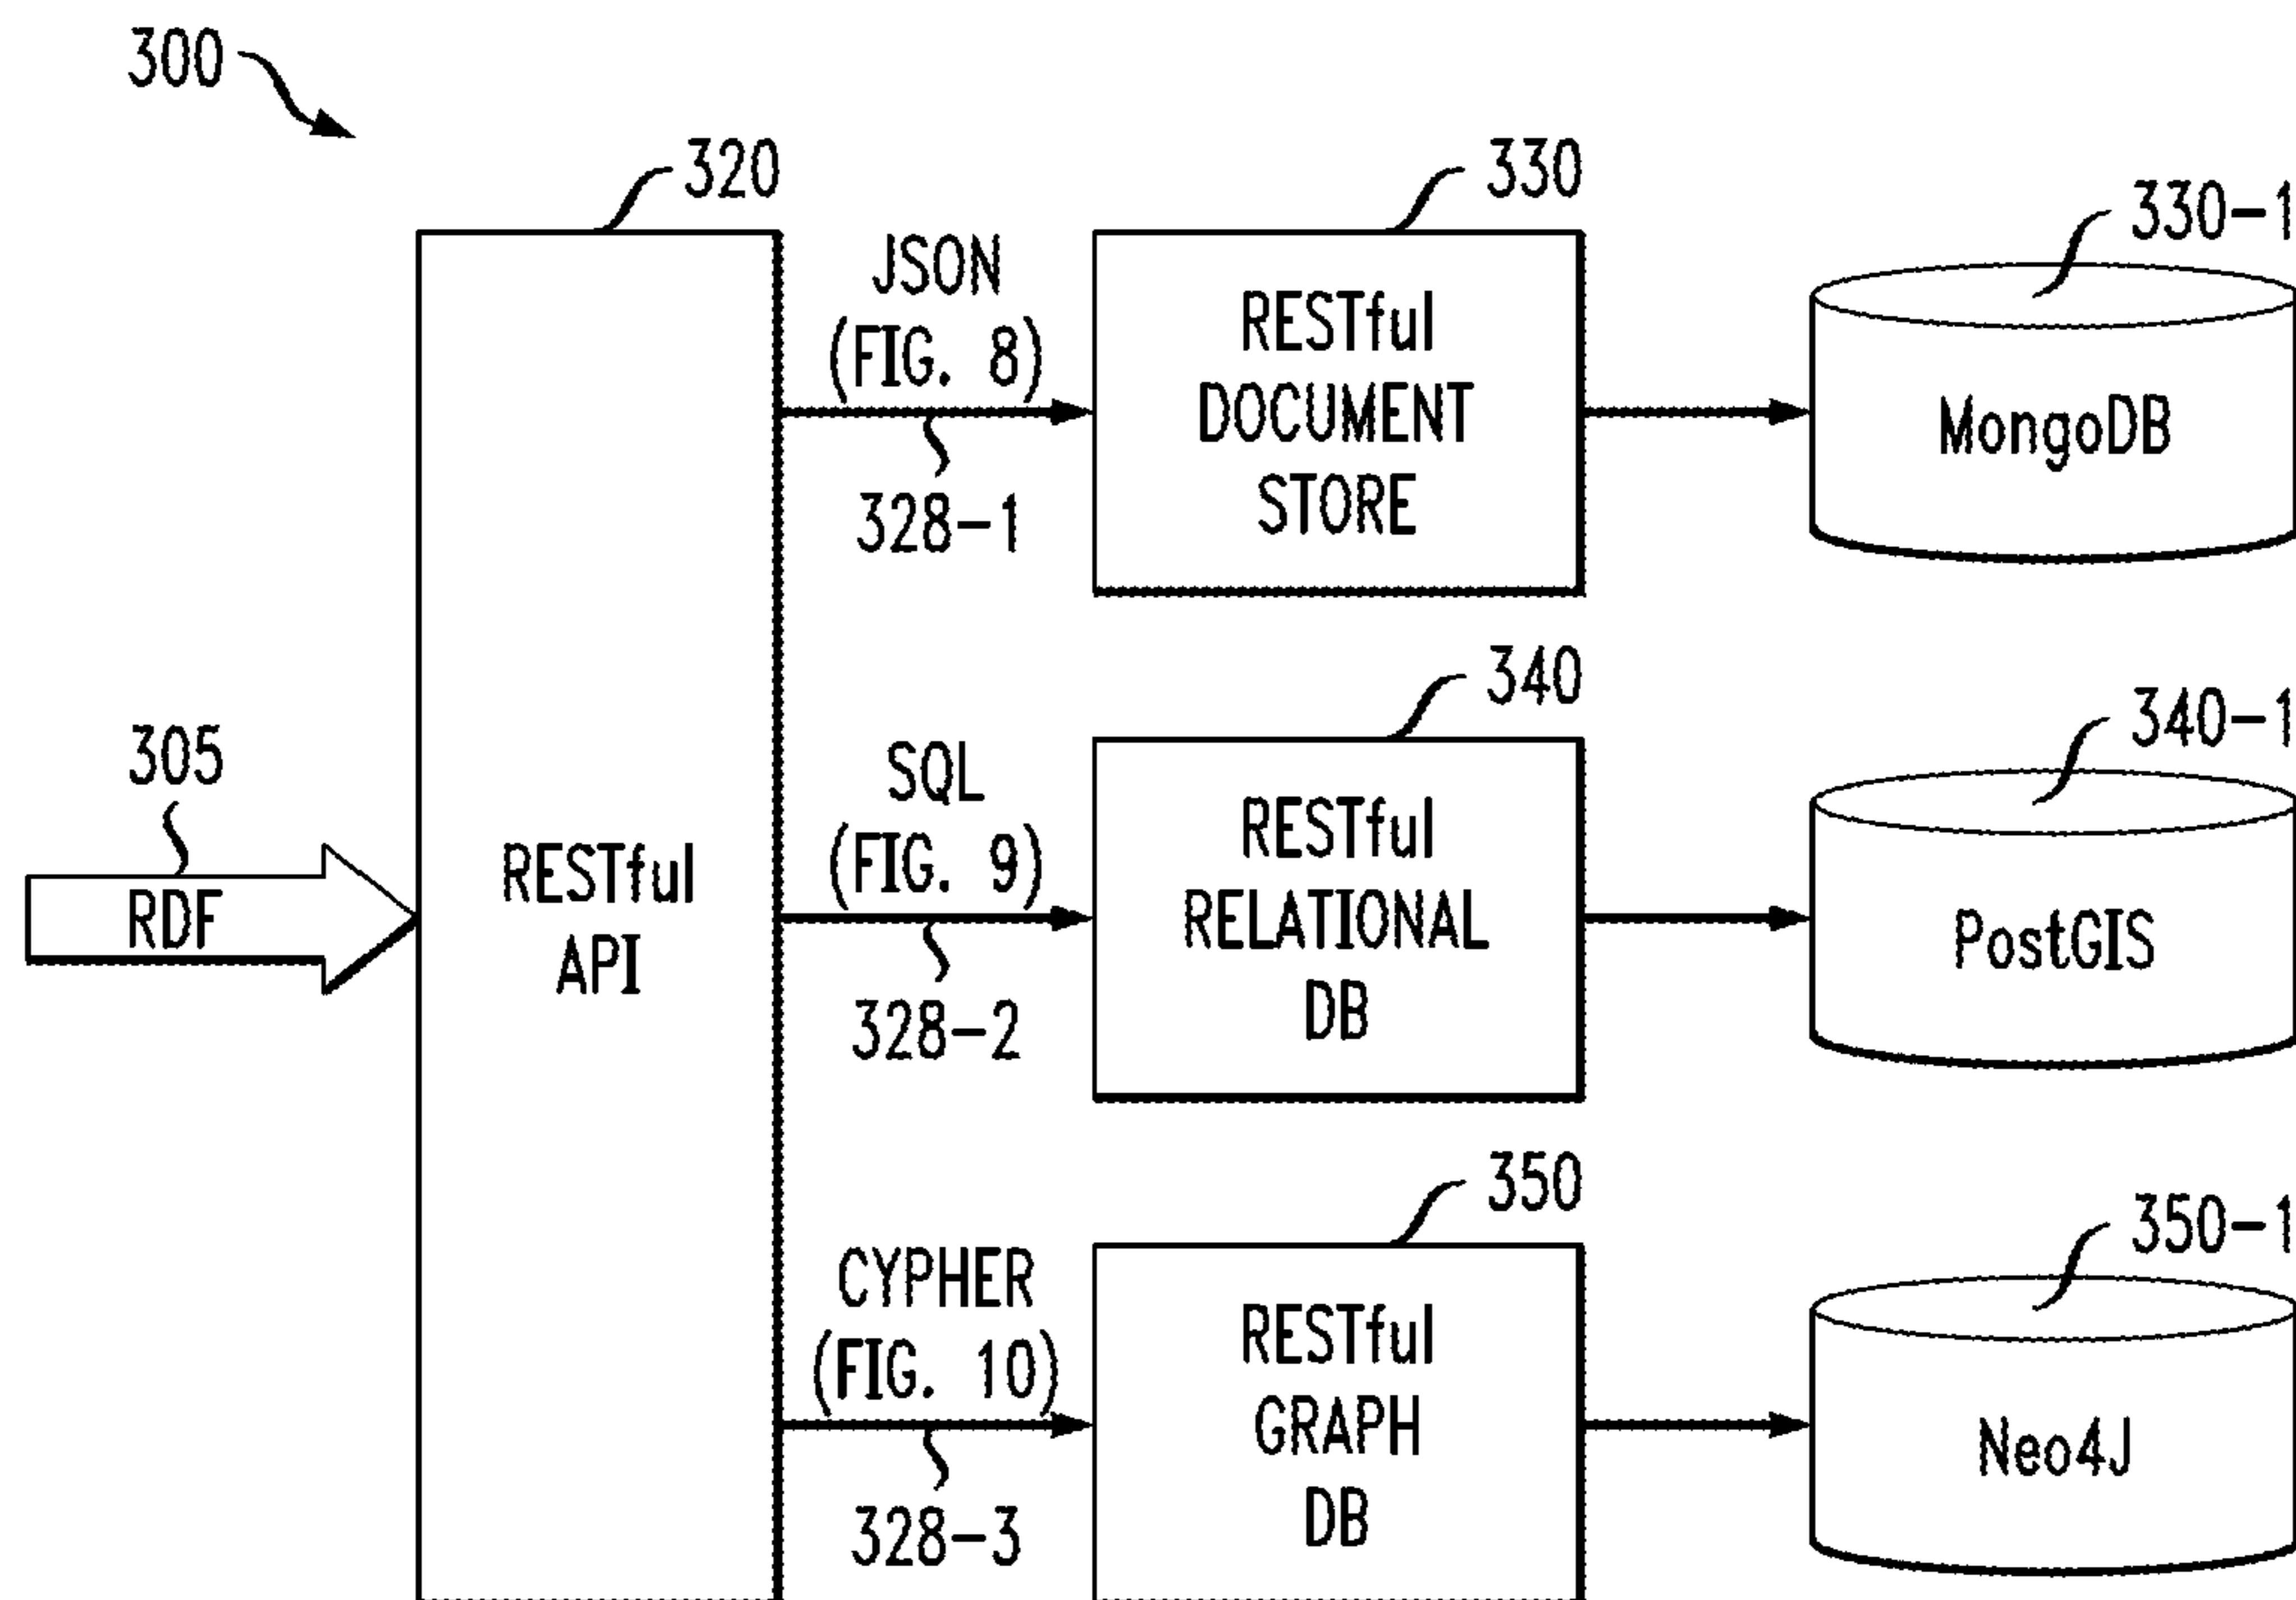 300
320
330
330-1
JSON
(FIG. 8)
328-1
RESTful
DOCUMENT
STORE
MongoDB
305
RDF
RESTful
API
340
340-1
SQL
(FIG. 9)
328-2
RESTful
RELATIONAL
DB
PostGIS
350
350-1
CYPHER
(FIG. 10)
328-3
RESTful
GRAPH
DB
Neo4J